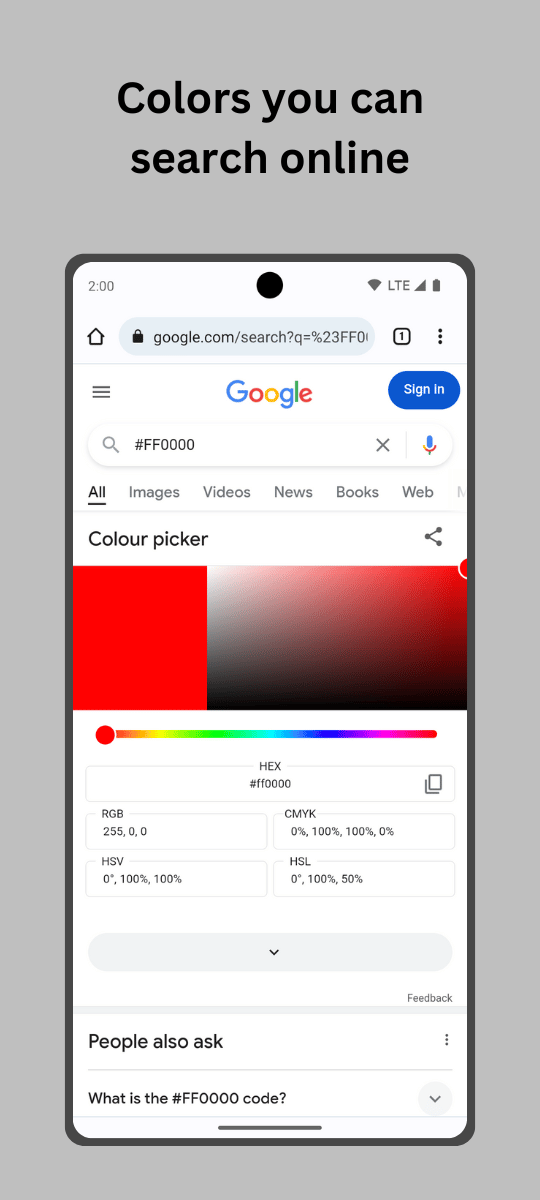 Colors you can
search online
2:00
LTE
google.com/search?q=%23FF0
1
Google
Sign in
#FF0000
All Images Videos News Books Web
Colour picker
HEX
#ff0000
RGB CMYK
255, 0, 0 0%, 100%, 100%, 0%
HSV HSL
0°, 100%, 100% 0°, 100%, 50%
Feedback
People also ask
What is the #FF0000 code?